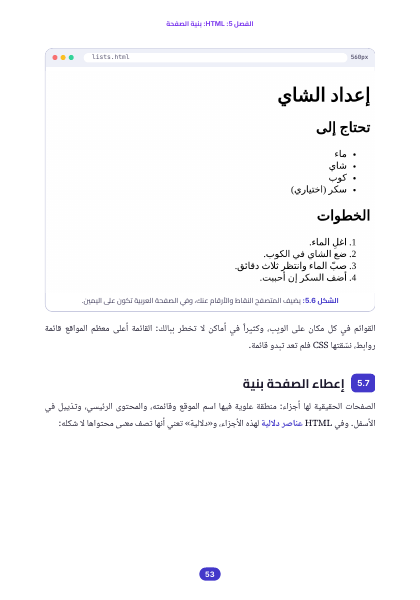 الفصل 5: HTML: بنية الصفحة
lists.html
560px
إعداد الشاي
تحتاج إلى
• ماء
• شاي
• كوب
• سكر (اختياري)
الخطوات
1. اغلِ الماء.
2. ضع الشاي في الكوب.
3. صبّ الماء وانتظر ثلاث دقائق.
4. أضف السكر إن أحببت.
الشكل 5.6: يضيف المتصفح النقاط والأرقام عنك، وفي الصفحة العربية تكون على اليمين.
القوائم في كل مكان على الويب، وكثيراً في أماكن لا تخطر ببالك: القائمة أعلى معظم المواقع قائمة
روابط، نسّقتها CSS فلم تعد تبدو قائمة.
5.7 إعطاء الصفحة بنية
الصفحات الحقيقية لها أجزاء: منطقة علوية فيها اسم الموقع وقائمته، والمحتوى الرئيسي، وتذييل في
الأسفل. وفي HTML عناصر دلالية لهذه الأجزاء، و«دلالية» تعني أنها تصف معنى محتواها لا شكله:
53